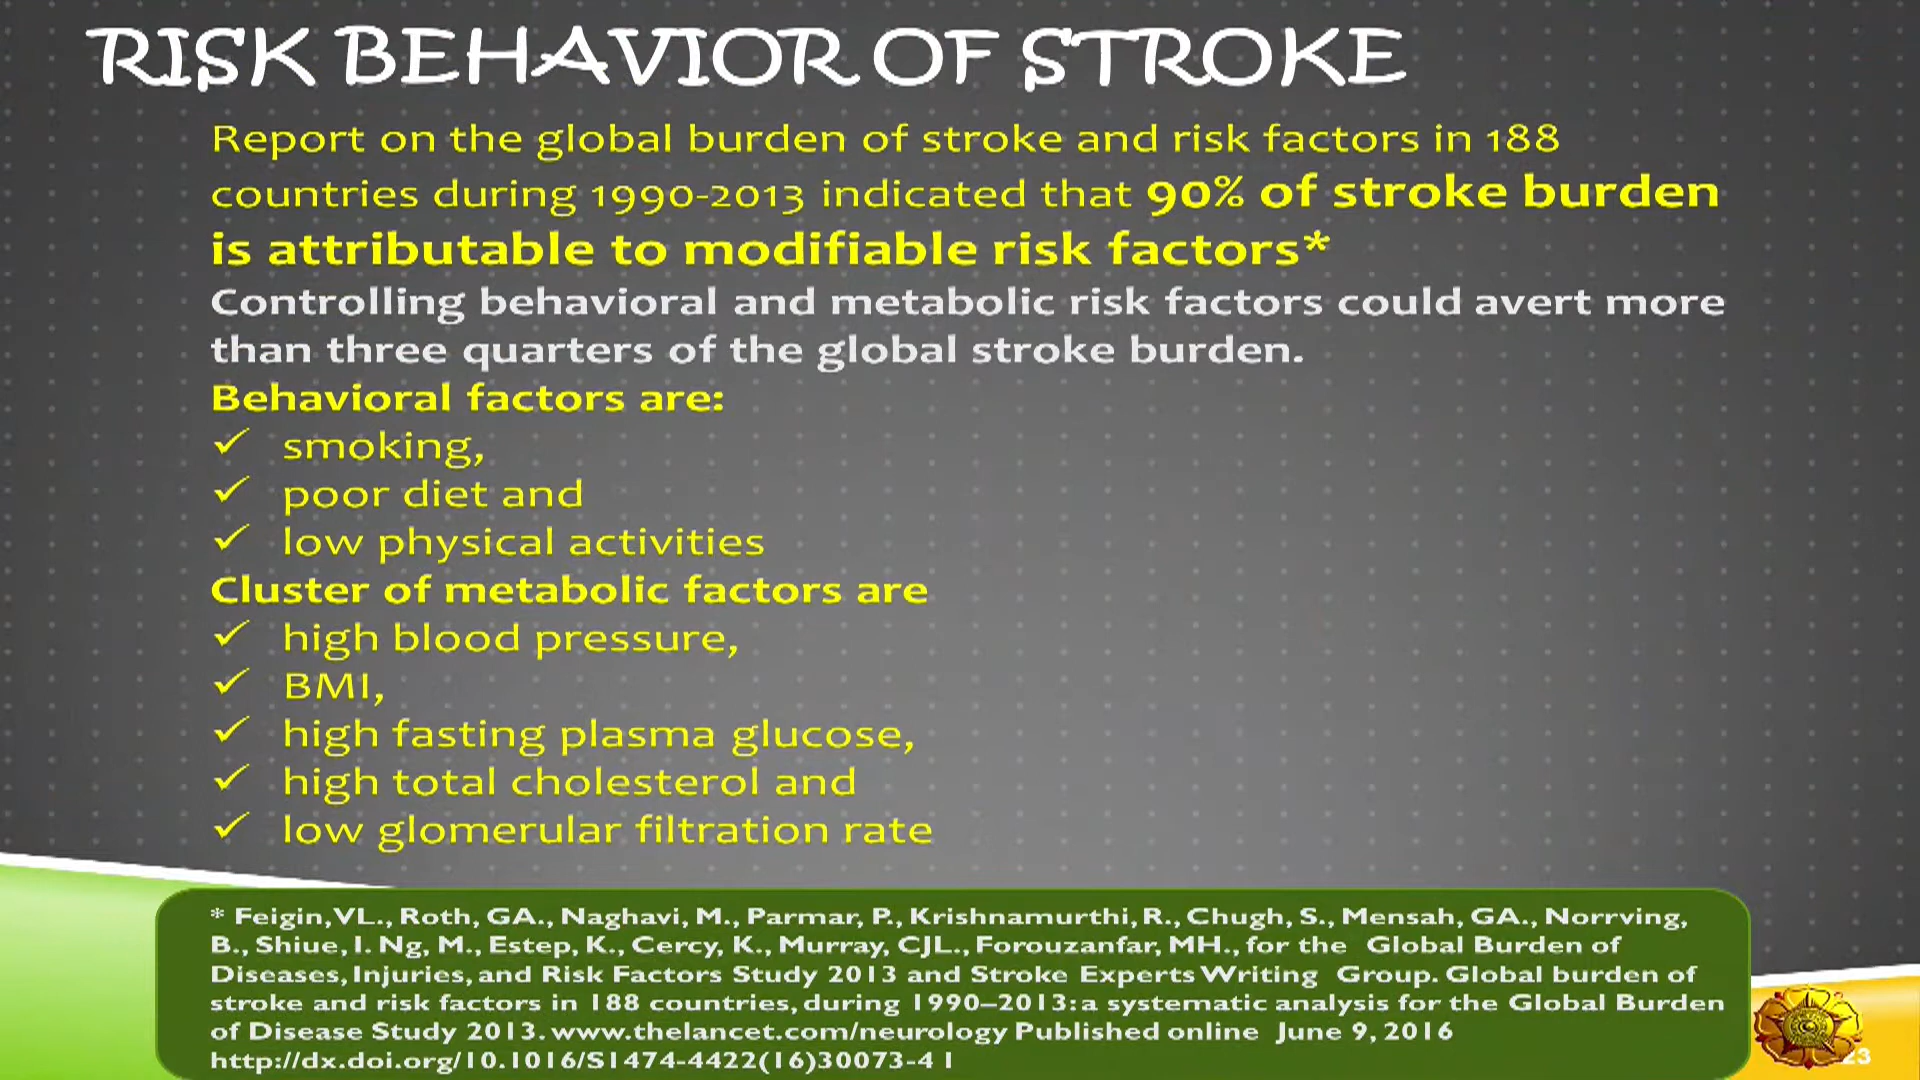 RISK BEHAVIOR OF STROKE
Report on the global burden of stroke and risk factors in 188
countries during 1990-2013 indicated that 90% of stroke burden
is attributable to modifiable risk factors*
Controlling behavioral and metabolic risk factors could avert more
than three quarters of the global stroke burden.
Behavioral factors are:
✓ smoking,
✓ poor diet and
✓ low physical activities
Cluster of metabolic factors are
✓ high blood pressure,
✓ BMI,
✓ high fasting plasma glucose,
✓ high total cholesterol and
✓ low glomerular filtration rate
* Feigin, VL., Roth, GA., Naghavi, M., Parmar, P., Krishnamurthi, R., Chugh, S., Mensah, GA., Norrving,
B., Shiue, I. Ng, M., Estep, K., Cercy, K., Murray, CJL., Forouzanfar, MH., for the Global Burden of
Diseases, Injuries, and Risk Factors Study 2013 and Stroke Experts Writing Group. Global burden of
stroke and risk factors in 188 countries, during 1990–2013: a systematic analysis for the Global Burden
of Disease Study 2013. www.thelancet.com/neurology Published online June 9, 2016
http://dx.doi.org/10.1016/S1474-4422(16)30073-4 1
23